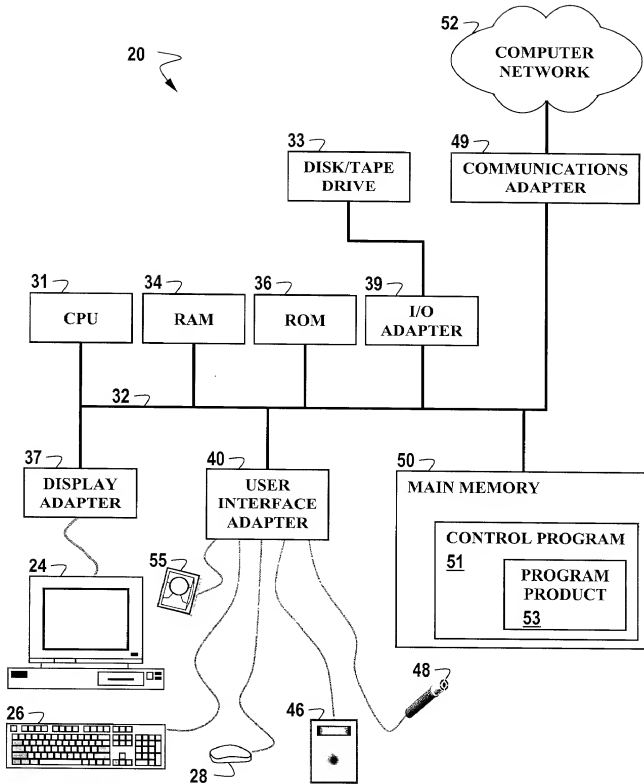 52
COMPUTER
NETWORK
20
33
DISK/TAPE
DRIVE
49
COMMUNICATIONS
ADAPTER
31
CPU
34
RAM
36
ROM
39
I/O
ADAPTER
32
37
DISPLAY
ADAPTER
40
USER
INTERFACE
ADAPTER
50
MAIN MEMORY
CONTROL PROGRAM
51
PROGRAM
PRODUCT
53
24
55
26
28
46
48